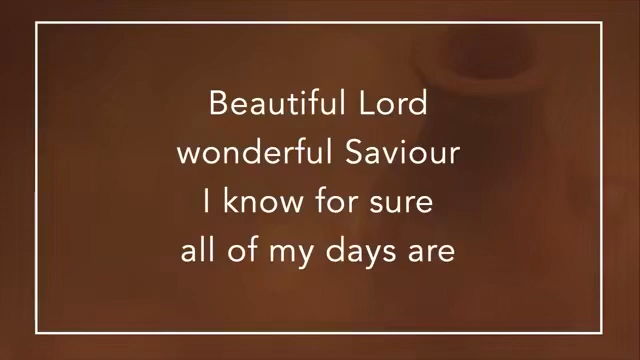 Beautiful Lord
wonderful Saviour
I know for sure
all of my days are